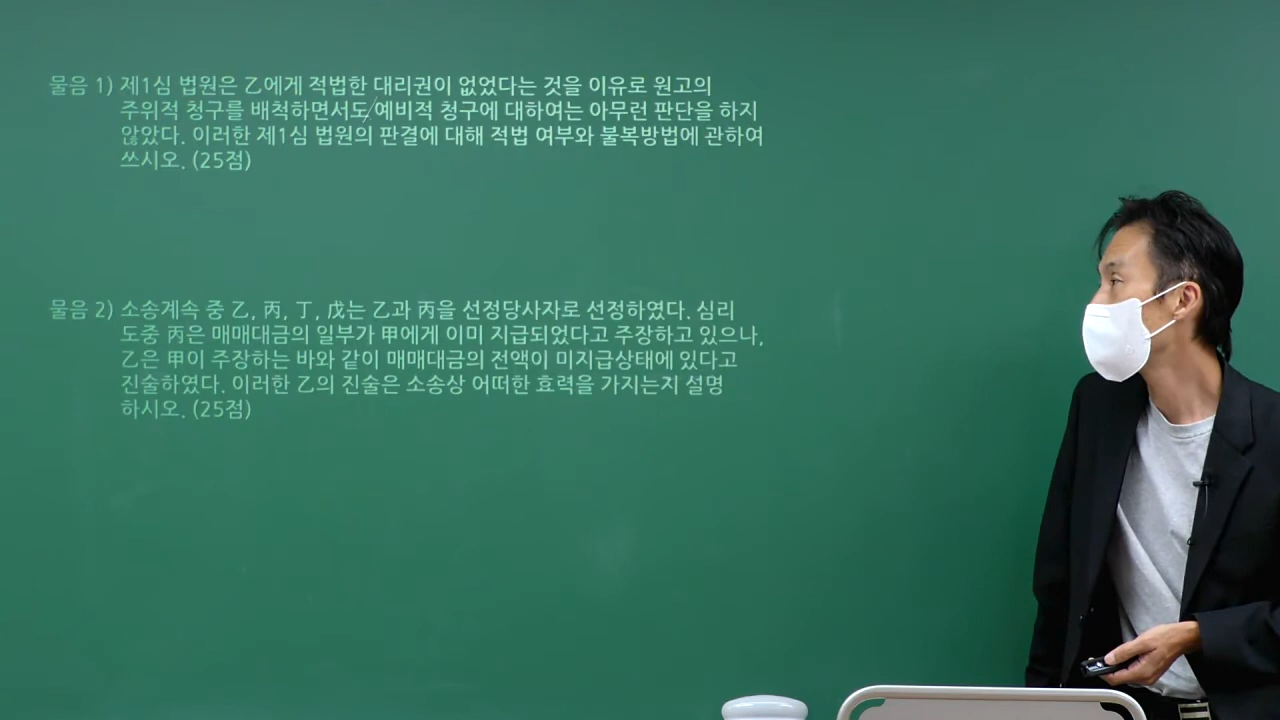 물음 1) 제1심 법원은 乙에게 적법한 대리권이 없었다는 것을 이유로 원고의
주위적 청구를 배척하면서도 예비적 청구에 대하여는 아무런 판단을 하지
않았다. 이러한 제1심 법원의 판결에 대해 적법 여부와 불복방법에 관하여
쓰시오. (25점)
물음 2) 소송계속 중 乙, 丙, 丁, 戊는 乙과 丙을 선정당사자로 선정하였다. 심리
도중 丙은 매매대금의 일부가 甲에게 이미 지급되었다고 주장하고 있으나,
乙은 甲이 주장하는 바와 같이 매매대금의 전액이 미지급상태에 있다고
진술하였다. 이러한 乙의 진술은 소송상 어떠한 효력을 가지는지 설명
하시오. (25점)